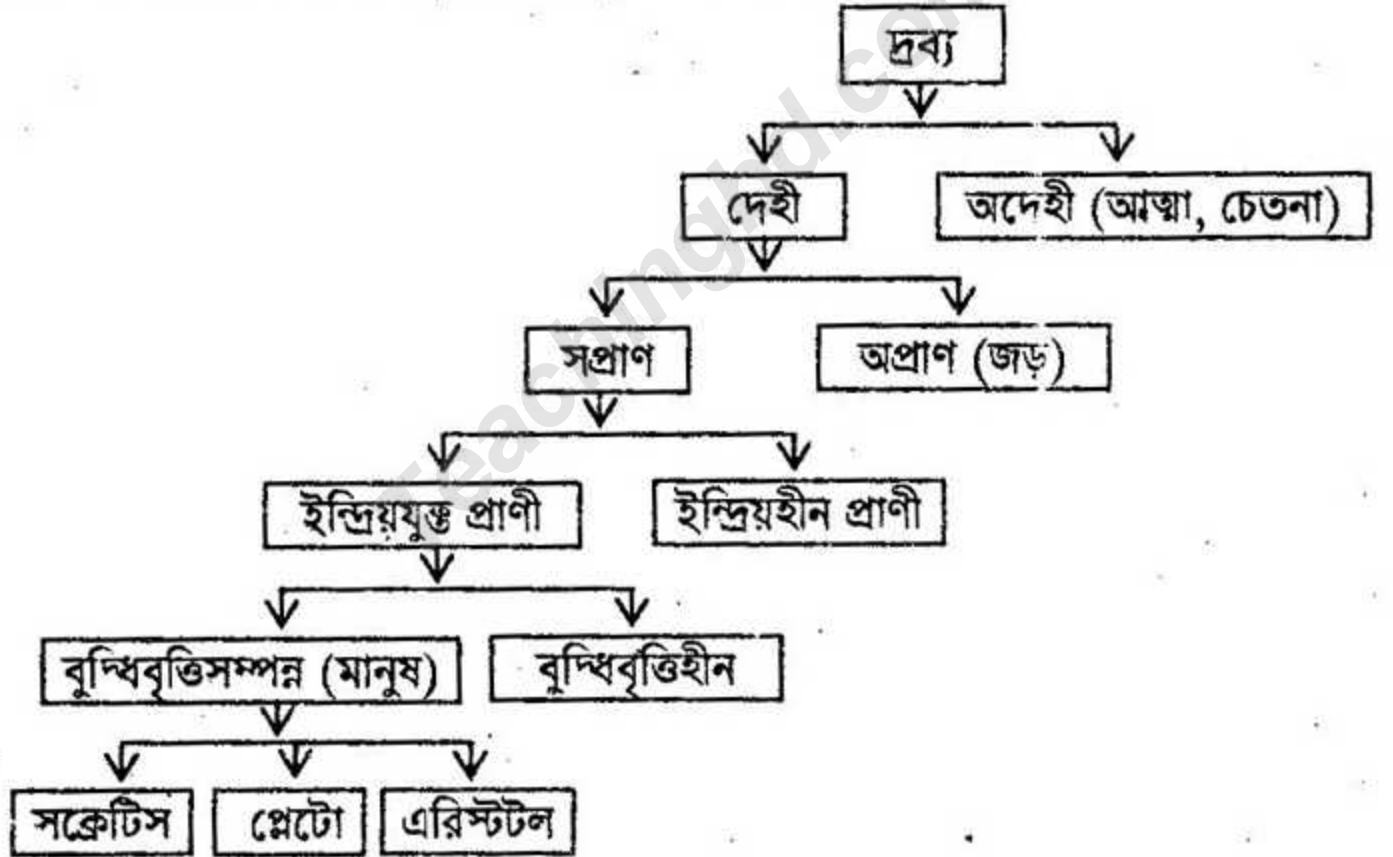 দ্রব্য
দেহী অদেহী (আত্মা, চেতনা)
সপ্রাণ অপ্রাণ (জড়)
ইন্দ্রিয়যুক্ত প্রাণী ইন্দ্রিয়হীন প্রাণী
বুদ্ধিবৃত্তিসম্পন্ন (মানুষ) বুদ্ধিবৃত্তিহীন
সক্রেটিস প্লেটো এরিস্টটল